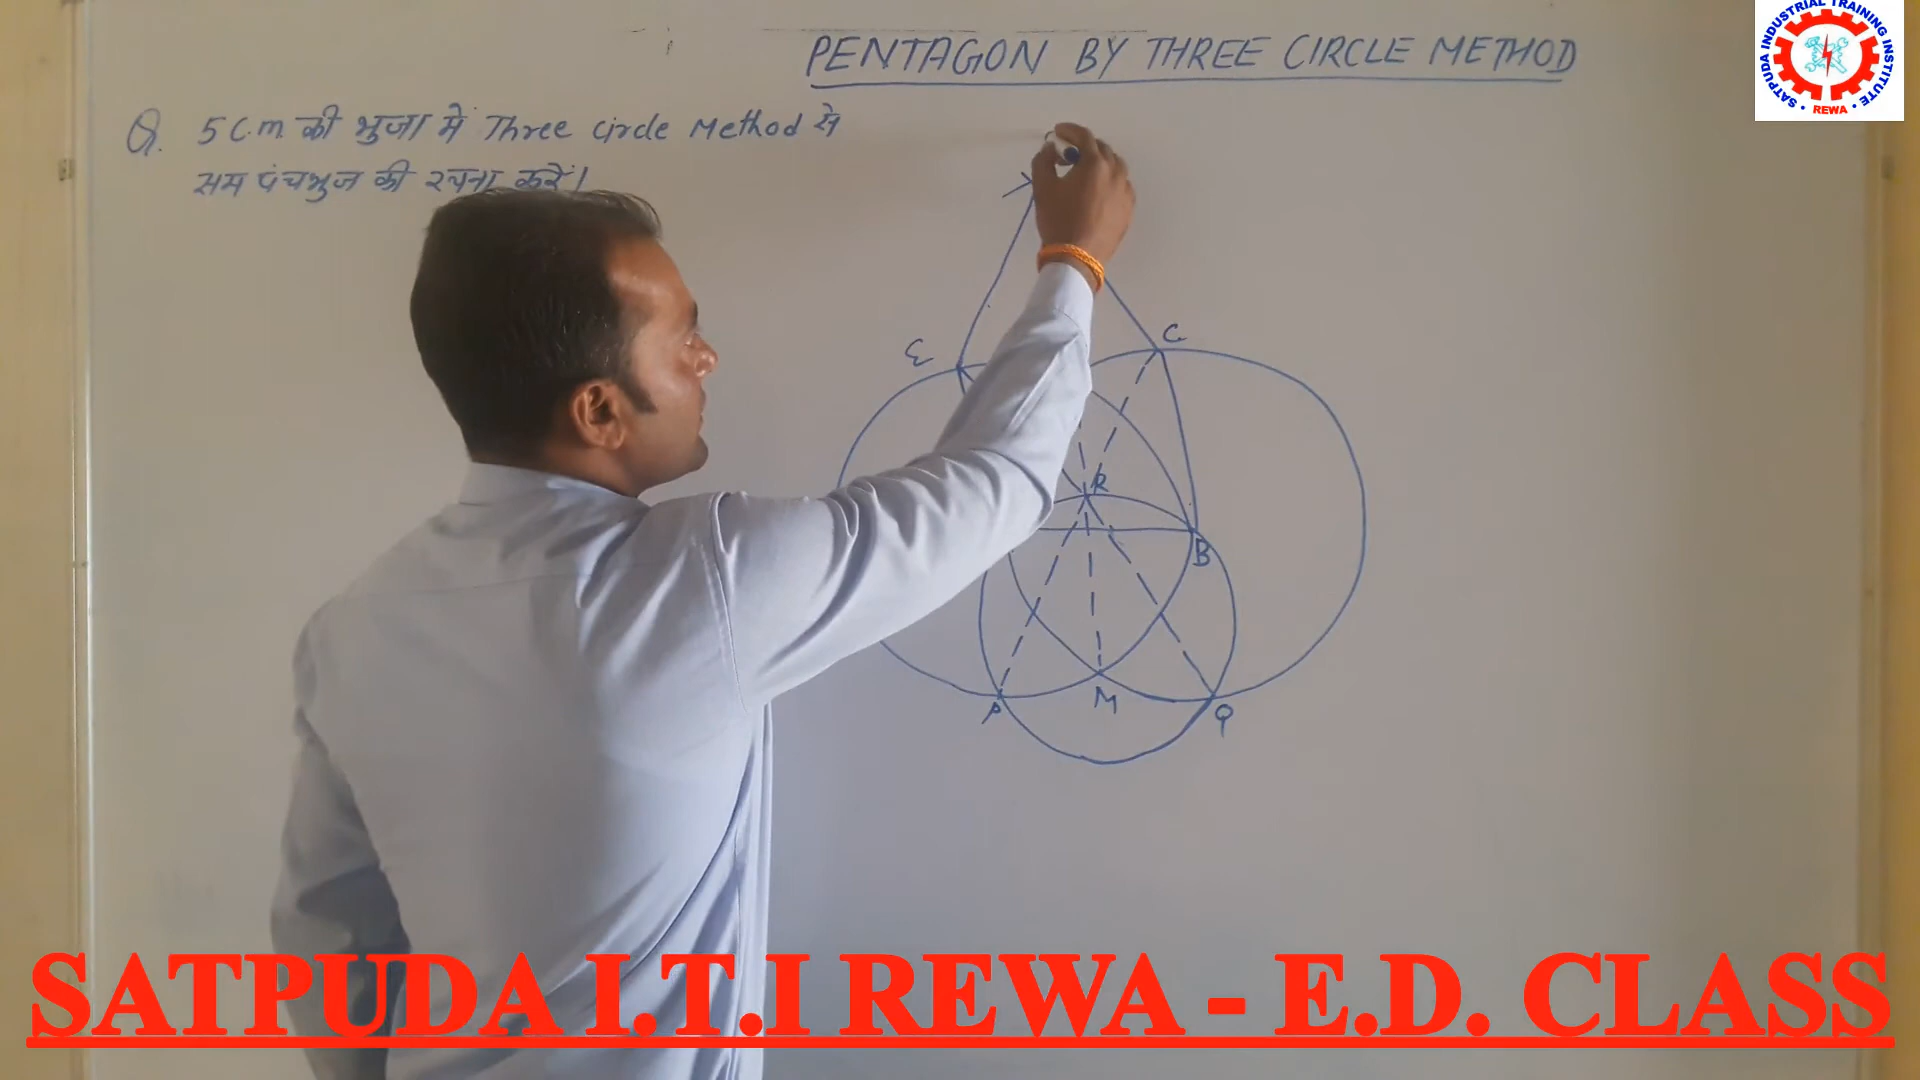 PENTAGON BY THREE CIRCLE METHOD
SATPUDA INDUSTRIAL TRAINING INSTITUTE, REWA
Q. 5 C.m की भुजा में Three Circle Method से
सम पंचभुज की रचना करें।
E
C
R
B
P
M
Q
SATPUDA I.T.I REWA - E.D. CLASS